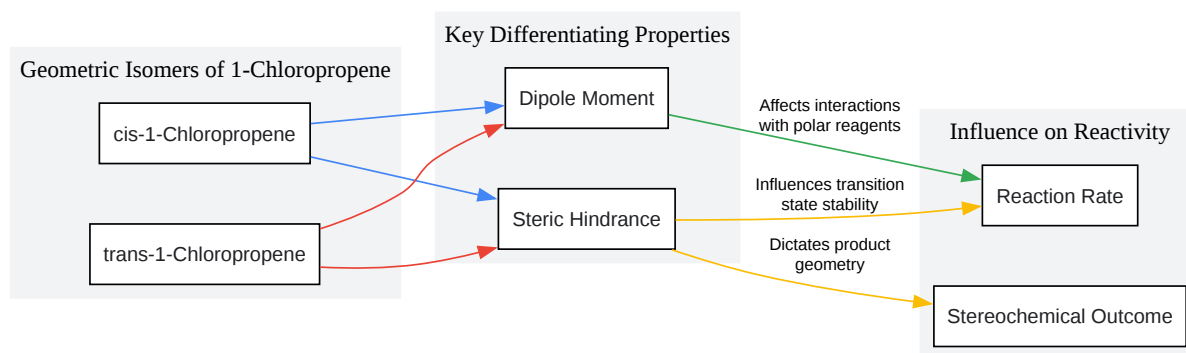 Geometric Isomers of 1-Chloropropene
cis-1-Chloropropene
trans-1-Chloropropene
Key Differentiating Properties
Dipole Moment
Steric Hindrance
Affects interactions
with polar reagents
Influences transition
state stability
Dictates product
geometry
Influence on Reactivity
Reaction Rate
Stereochemical Outcome